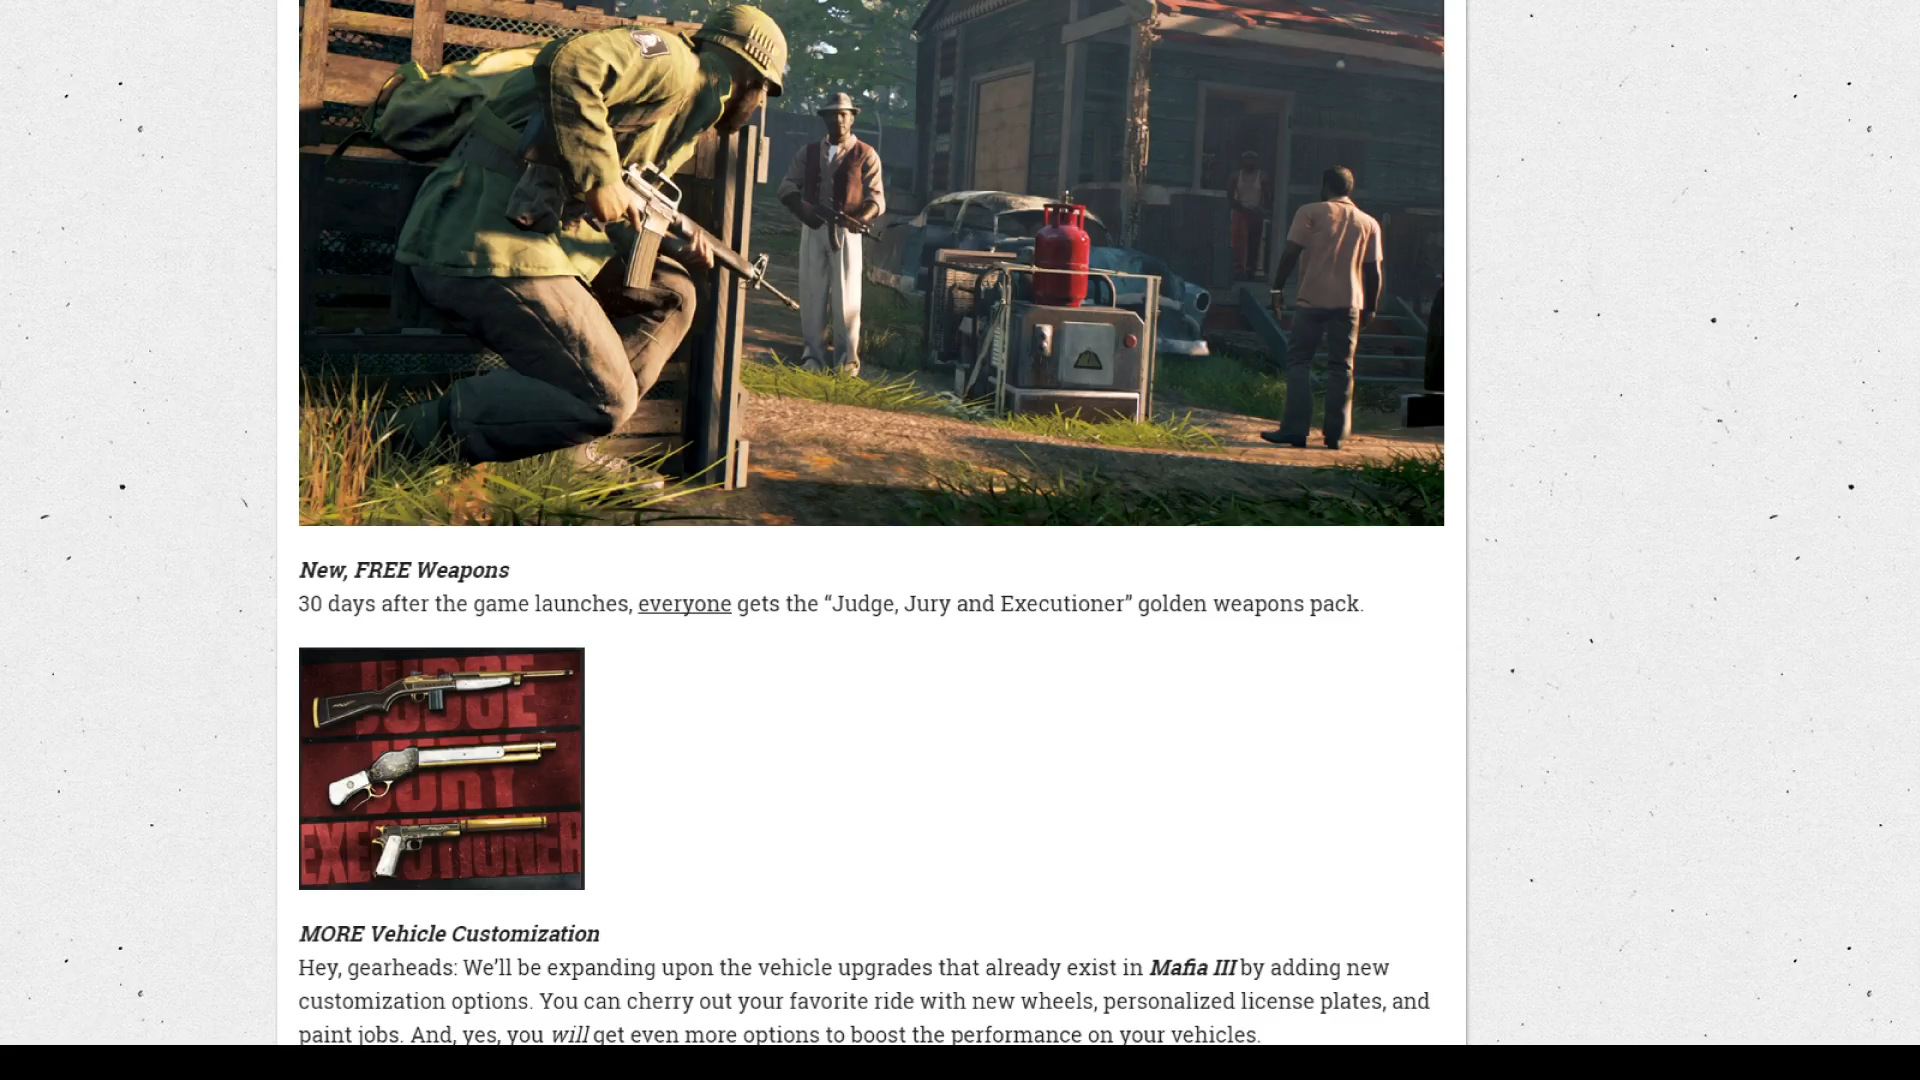 New, FREE Weapons
30 days after the game launches, everyone gets the “Judge, Jury and Executioner” golden weapons pack.
JUDGE
JURY
EXECUTIONER
MORE Vehicle Customization
Hey, gearheads: We’ll be expanding upon the vehicle upgrades that already exist in Mafia III by adding new
customization options. You can cherry out your favorite ride with new wheels, personalized license plates, and
paint jobs. And, yes, you will get even more options to boost the performance on your vehicles.